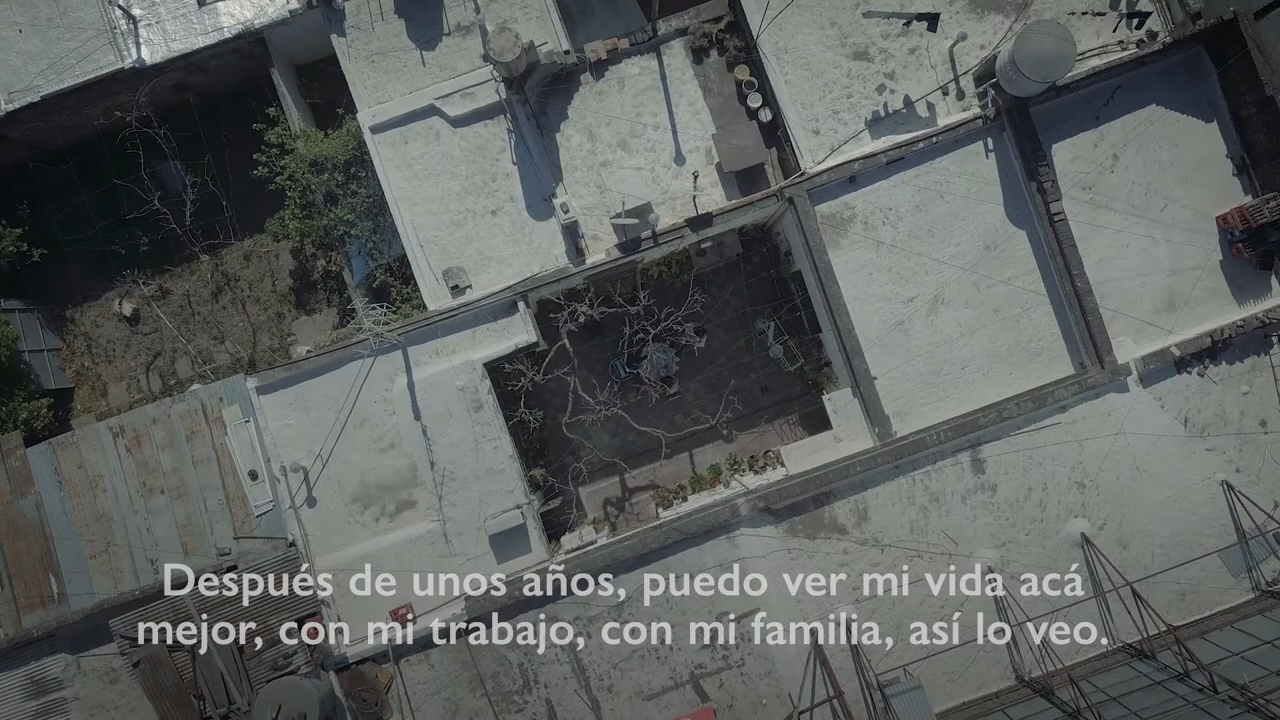 Después de unos años, puedo ver mi vida acá
mejor, con mi trabajo, con mi familia, así lo veo.